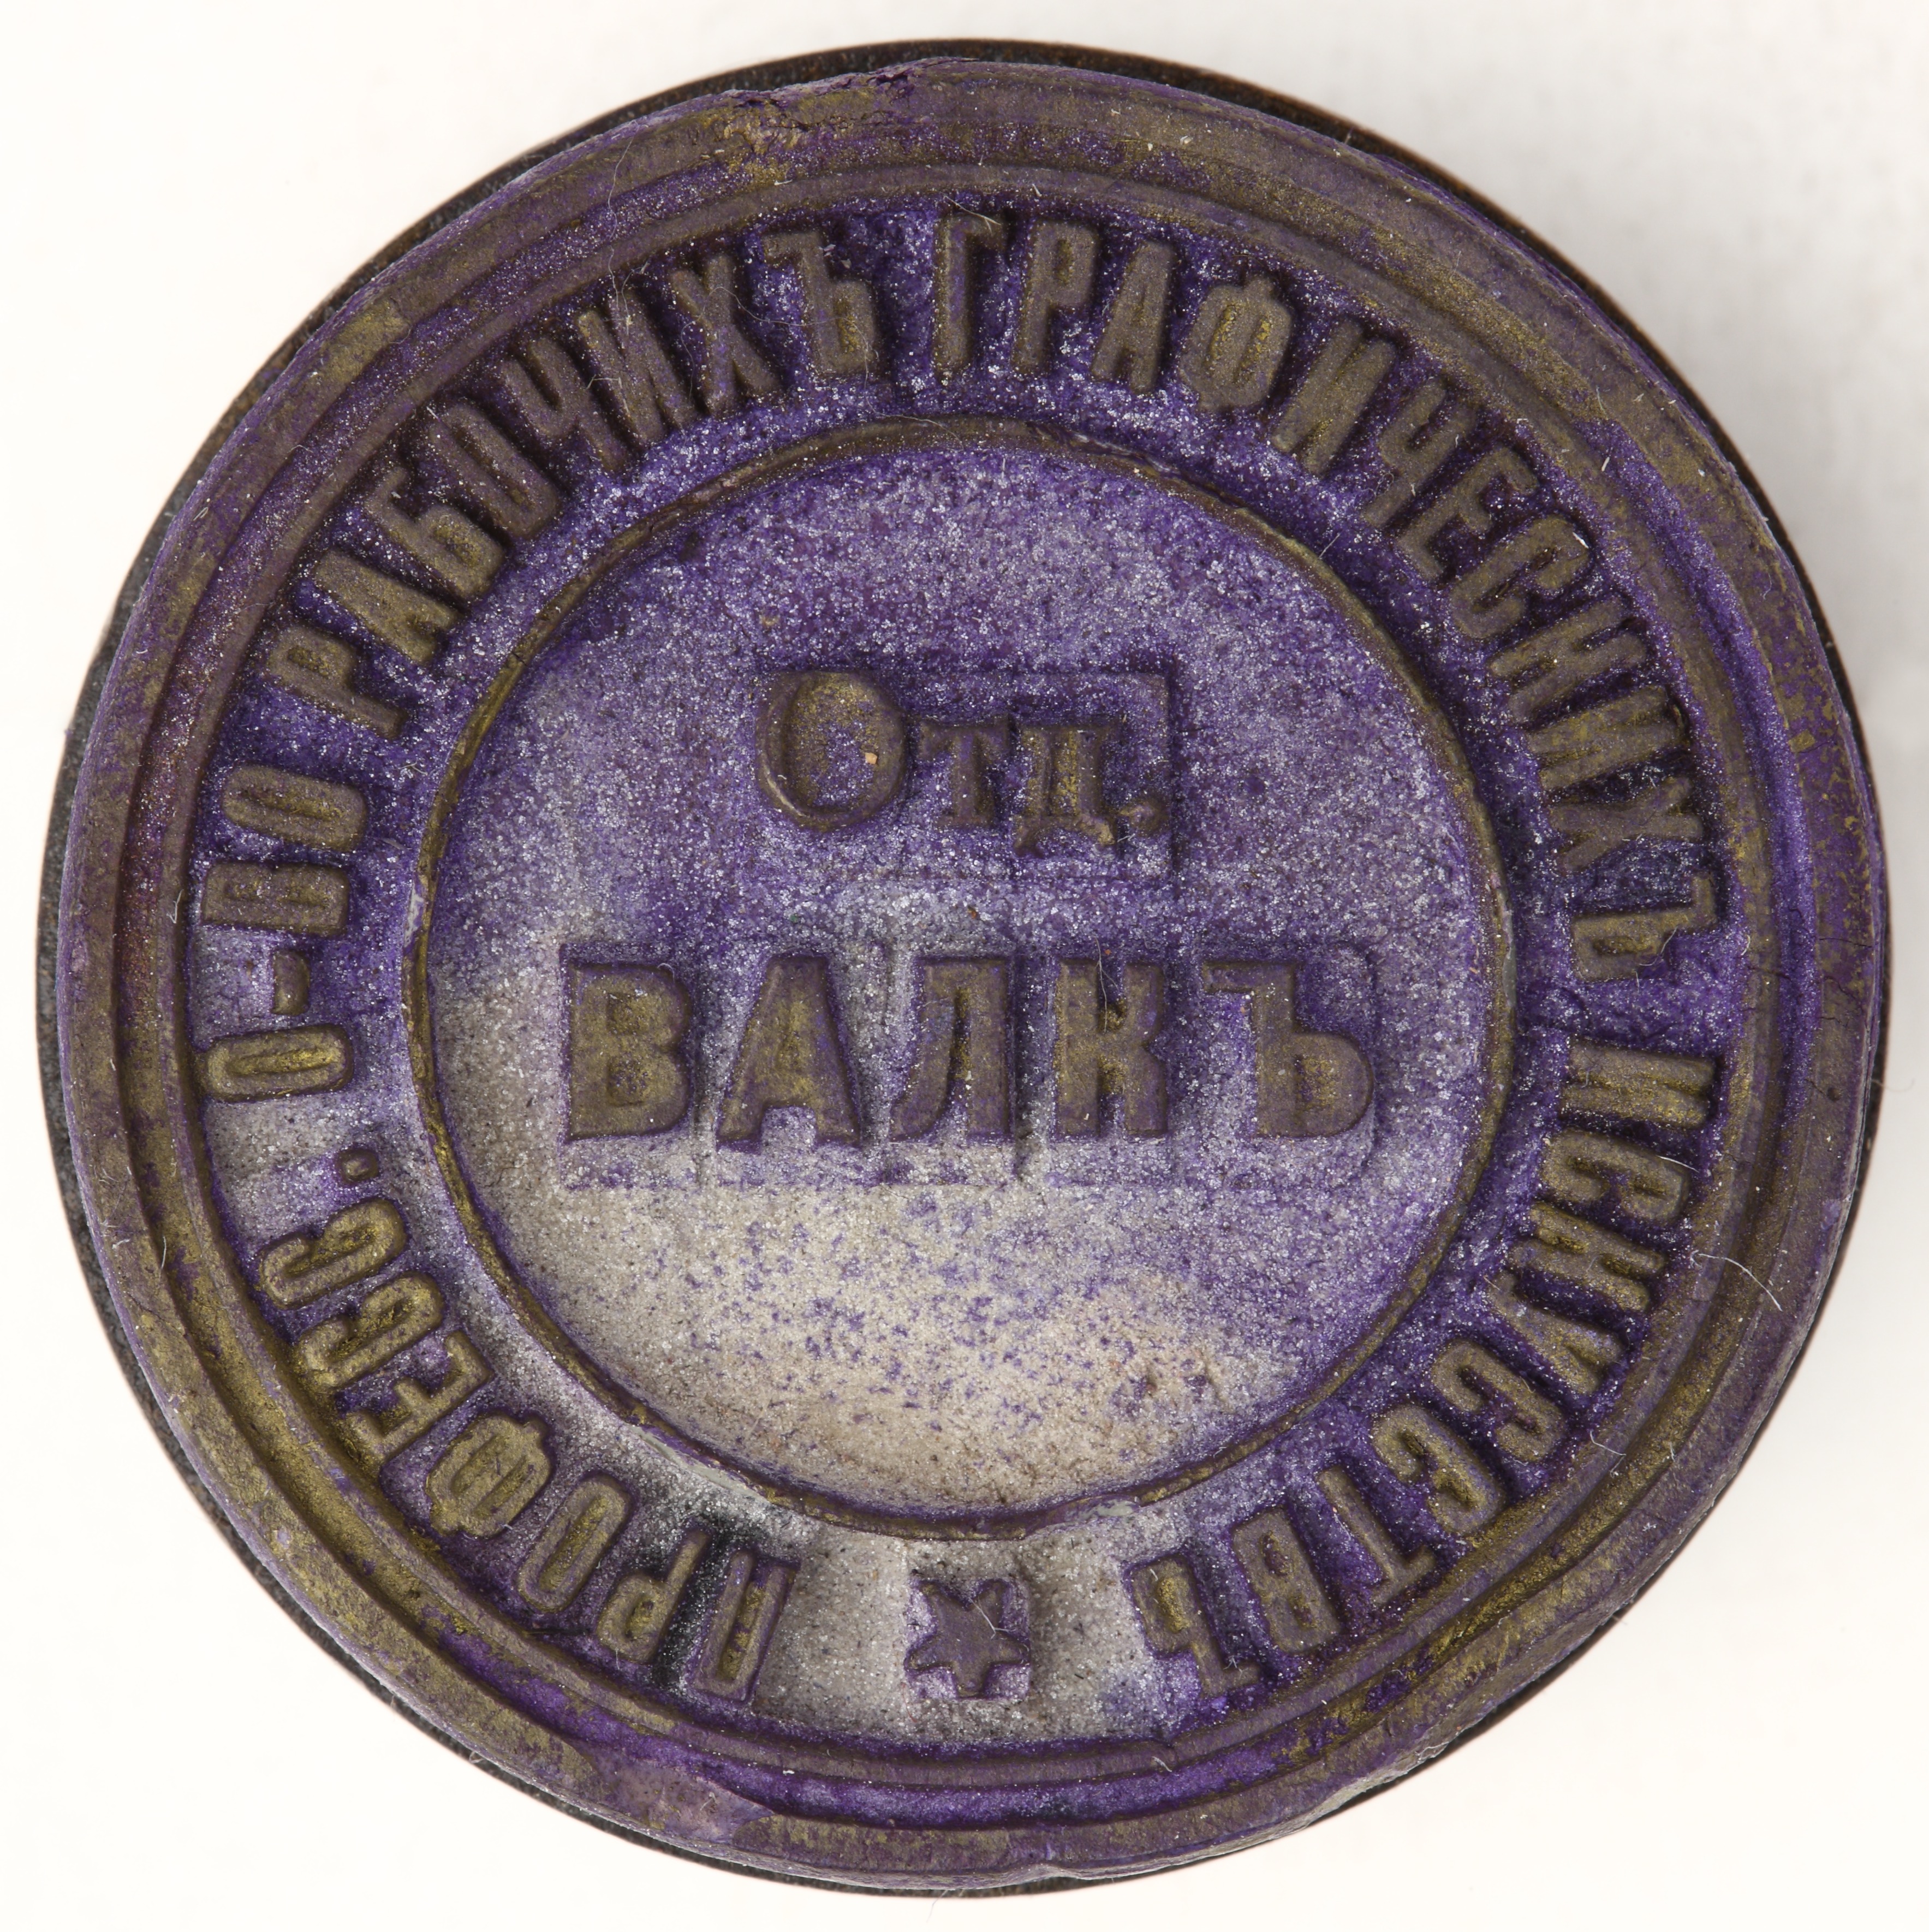 ПРОФЕСС. О-ВО РАБОЧИХЪ ГРАФИЧЕСКИХЪ ИСКУССТВЪ
Отд.
ВАЛКЪ